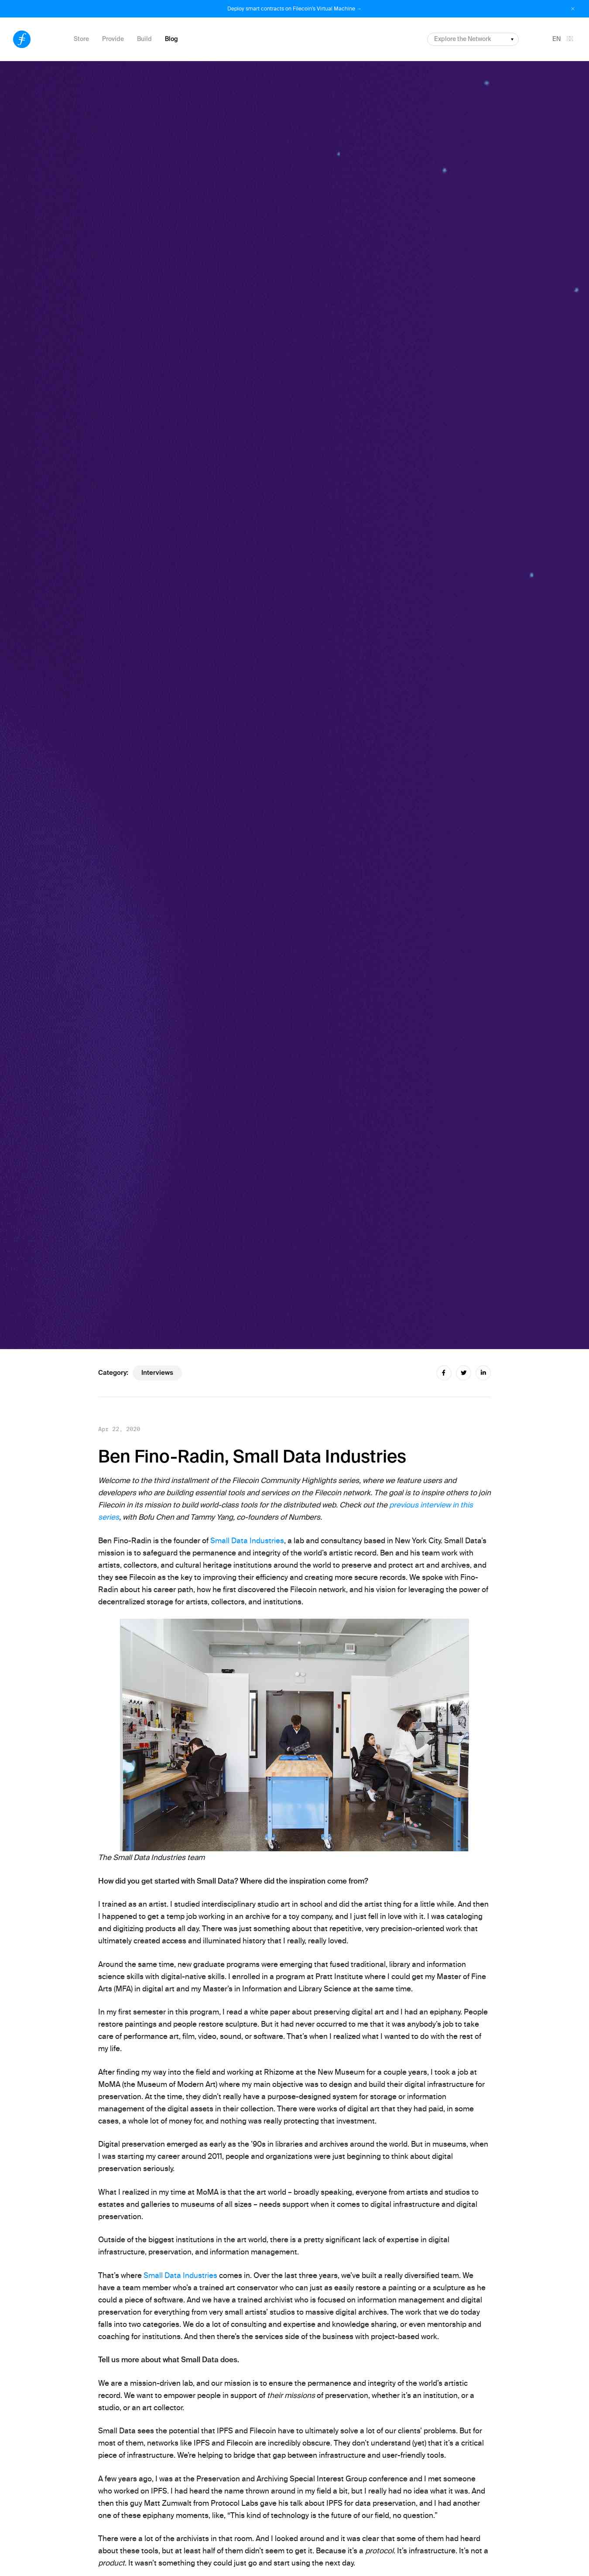 Deploy smart contracts on Filecoin's Virtual Machine →
Store Provide Build Blog
Explore the Network
EN
Category: Interviews
Apr 22, 2020
Ben Fino-Radin, Small Data Industries
Welcome to the third installment of the Filecoin Community Highlights series, where we feature users and
developers who are building essential tools and services on the Filecoin network. The goal is to inspire others to join
Filecoin in its mission to build world-class tools for the distributed web. Check out the previous interview in this
series, with Bofu Chen and Tammy Yang, co-founders of Numbers.
Ben Fino-Radin is the founder of Small Data Industries, a lab and consultancy based in New York City. Small Data's
mission is to safeguard the permanence and integrity of the world's artistic record. Ben and his team work with
artists, collectors, and cultural heritage institutions around the world to preserve and protect art and archives, and
they see Filecoin as the key to improving their efficiency and creating more secure records. We spoke with Fino-
Radin about his career path, how he first discovered the Filecoin network, and his vision for leveraging the power of
decentralized storage for artists, collectors, and institutions.
The Small Data Industries team
How did you get started with Small Data? Where did the inspiration come from?
I trained as an artist. I studied interdisciplinary studio art in school and did the artist thing for a little while. And then
I happened to get a temp job working in an archive for a toy company, and I just fell in love with it. I was cataloging
and digitizing products all day. There was just something about that repetitive, very precision-oriented work that
ultimately created access and illuminated history that I really, really loved.
Around the same time, new graduate programs were emerging that fused traditional, library and information
science skills with digital-native skills. I enrolled in a program at Pratt Institute where I could get my Master of Fine
Arts (MFA) in digital art and my Master's in Information and Library Science at the same time.
In my first semester in this program, I read a white paper about preserving digital art and I had an epiphany. People
restore paintings and people restore sculpture. But it had never occurred to me that it was anybody's job to take
care of performance art, film, video, sound, or software. That's when I realized what I wanted to do with the rest of
my life.
After finding my way into the field and working at Rhizome at the New Museum for a couple years, I took a job at
MoMA (the Museum of Modern Art) where my main objective was to design and build their digital infrastructure for
preservation. At the time, they didn't really have a purpose-designed system for storage or information
management of the digital assets in their collection. There were works of digital art that they had paid, in some
cases, a whole lot of money for, and nothing was really protecting that investment.
Digital preservation emerged as early as the '90s in libraries and archives around the world. But in museums, when
I was starting my career around 2011, people and organizations were just beginning to think about digital
preservation seriously.
What I realized in my time at MoMA is that the art world – broadly speaking, everyone from artists and studios to
estates and galleries to museums of all sizes – needs support when it comes to digital infrastructure and digital
preservation.
Outside of the biggest institutions in the art world, there is a pretty significant lack of expertise in digital
infrastructure, preservation, and information management.
That's where Small Data Industries comes in. Over the last three years, we've built a really diversified team. We
have a team member who's a trained art conservator who can just as easily restore a painting or a sculpture as he
could a piece of software. And we have a trained archivist who is focused on information management and digital
preservation for everything from very small artists' studios to massive digital archives. The work that we do today
falls into two categories. We do a lot of consulting and expertise and knowledge sharing, or even mentorship and
coaching for institutions. And then there's the services side of the business with project-based work.
Tell us more about what Small Data does.
We are a mission-driven lab, and our mission is to ensure the permanence and integrity of the world's artistic
record. We want to empower people in support of their missions of preservation, whether it's an institution, or a
studio, or an art collector.
Small Data sees the potential that IPFS and Filecoin have to ultimately solve a lot of our clients' problems. But for
most of them, networks like IPFS and Filecoin are incredibly obscure. They don't understand (yet) that it's a critical
piece of infrastructure. We're helping to bridge that gap between infrastructure and user-friendly tools.
A few years ago, I was at the Preservation and Archiving Special Interest Group conference and I met someone
who worked on IPFS. I had heard the name thrown around in my field a bit, but I really had no idea what it was. And
then this guy Matt Zumwalt from Protocol Labs gave his talk about IPFS for data preservation, and I had another
one of these epiphany moments, like, "This kind of technology is the future of our field, no question."
There were a lot of the archivists in that room. And I looked around and it was clear that some of them had heard
about these tools, but at least half of them didn't seem to get it. Because it's a protocol. It's infrastructure. It's not a
product. It wasn't something they could just go and start using the next day.